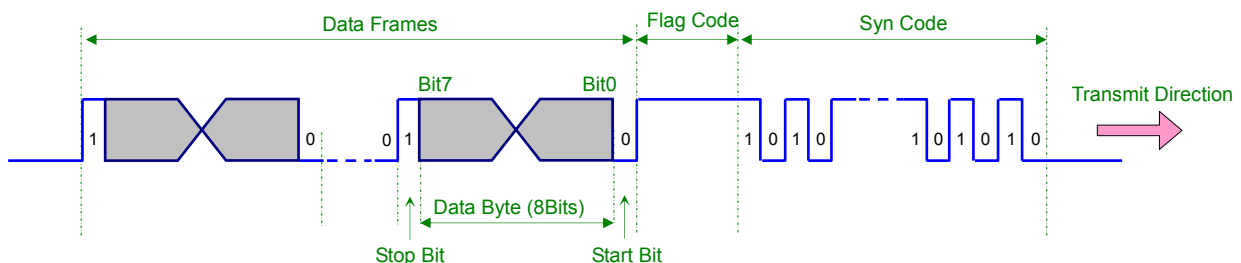 Data Frames
Flag Code
Syn Code
Bit7
Bit0
Transmit Direction
1
0
0
1
0
1
0
1
0
1
0
1
0
1
0
Data Byte (8Bits)
Stop Bit
Start Bit